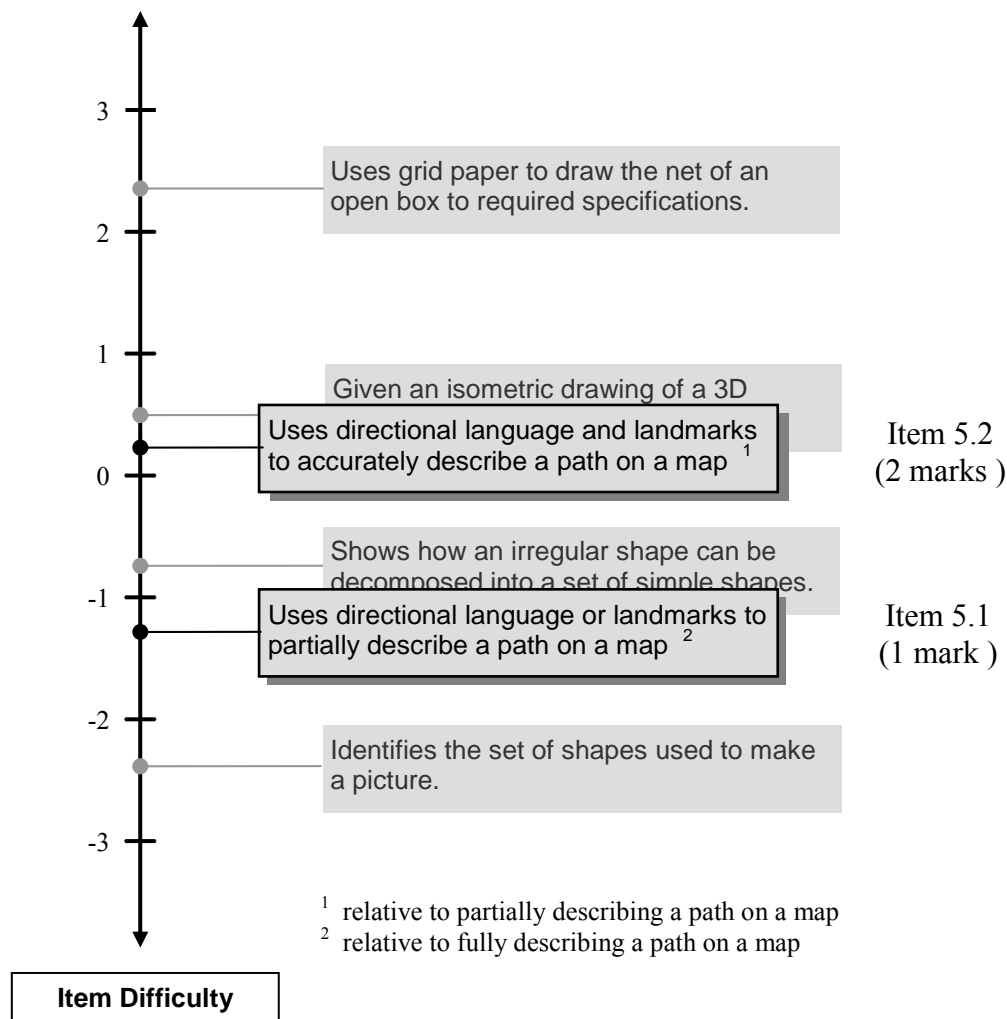 3
Uses grid paper to draw the net of an
open box to required specifications.
2
1
Given an isometric drawing of a 3D
Uses directional language and landmarks
to accurately describe a path on a map 1
Item 5.2
(2 marks )
0
Shows how an irregular shape can be
decomposed into a set of simple shapes.
-1
Uses directional language or landmarks to
partially describe a path on a map 2
Item 5.1
(1 mark )
-2
Identifies the set of shapes used to make
a picture.
-3
1 relative to partially describing a path on a map
2 relative to fully describing a path on a map
Item Difficulty